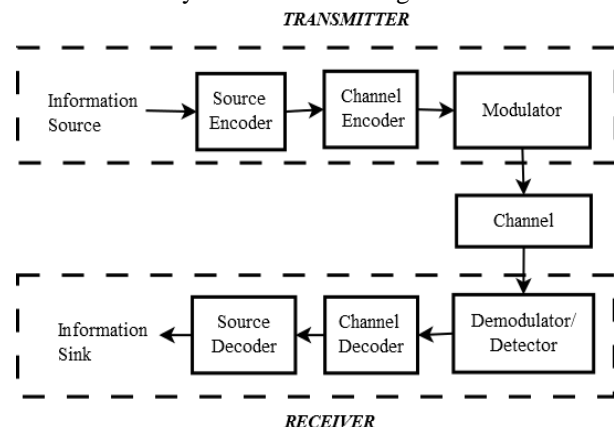 TRANSMITTER
Information
Source
Source
Encoder
Channel
Encoder
Modulator
Channel
Information
Sink
Source
Decoder
Channel
Decoder
Demodulator/
Detector
RECEIVER